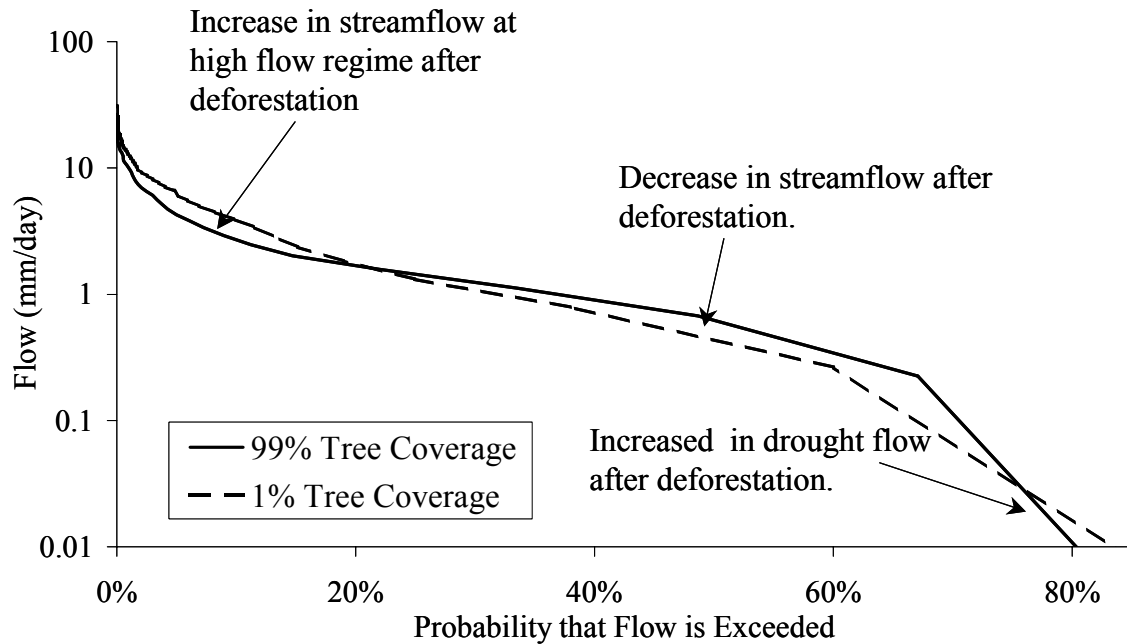 Increase in streamflow at
high flow regime after
deforestation
100
10
1
0.1
0.01
Flow (mm/day)
Decrease in streamflow after
deforestation.
Increased in drought flow
after deforestation.
99% Tree Coverage
1% Tree Coverage
0%
20%
40%
60%
80%
Probability that Flow is Exceeded